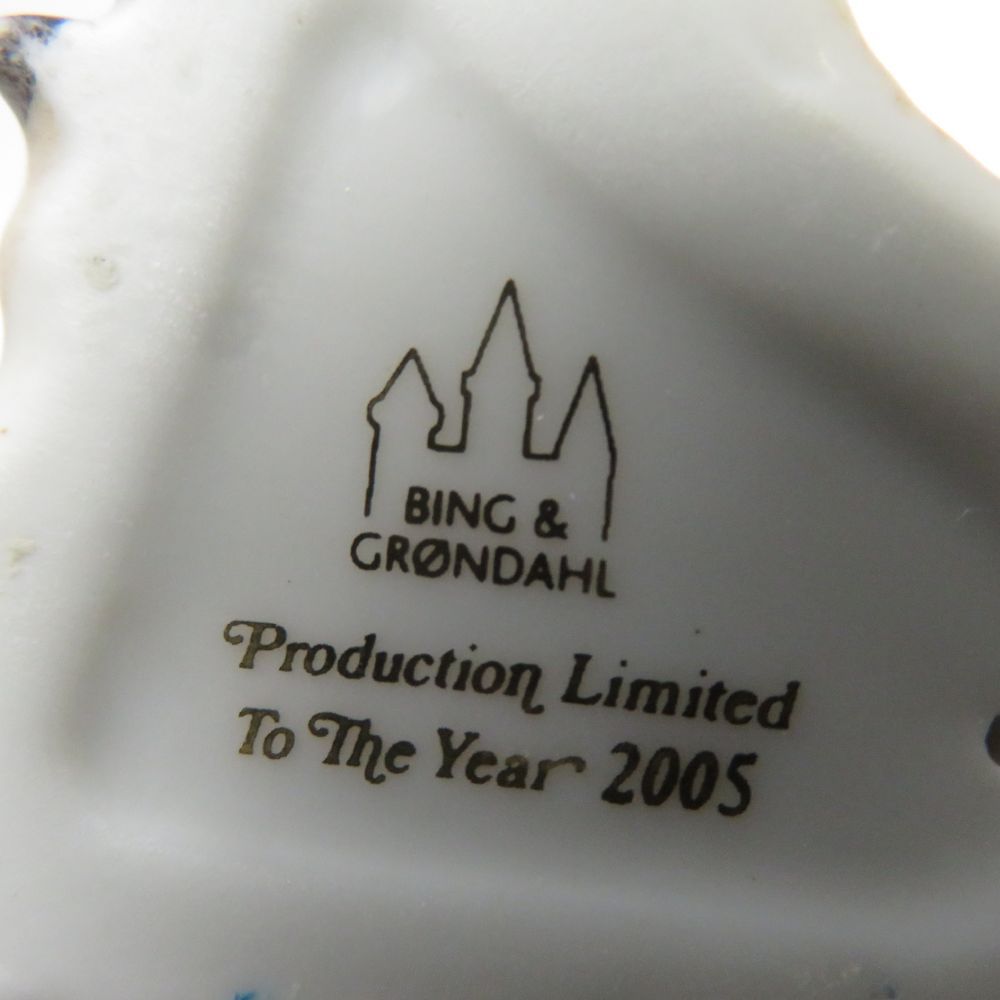 BING &
GRØNDAHL
Production Limited
To The Year 2005